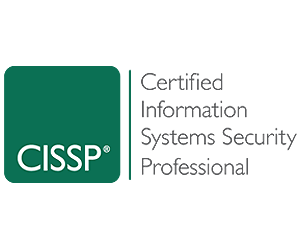 CISSP®
Certified
Information
Systems Security
Professional